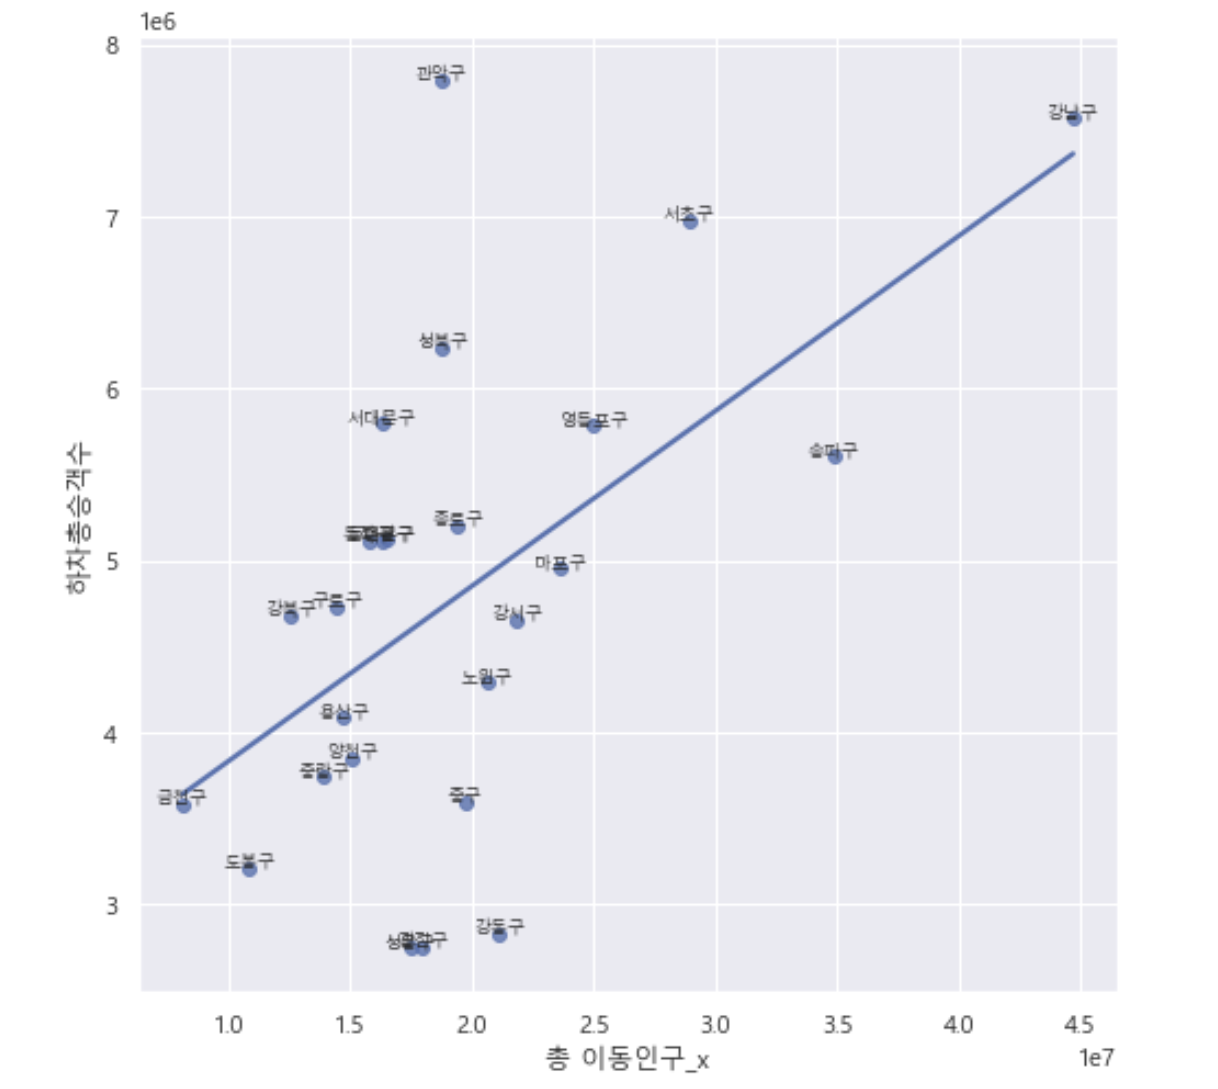 1e6
8
7
6
5
4
3
하차총승객수
관악구
강남구
서초구
성북구
서대문구
영등포구
송파구
종로구
마포구
강북구
구로구
강서구
노원구
용산구
양천구
중랑구
금천구
중구
도봉구
강동구
1.0
1.5
2.0
2.5
3.0
3.5
4.0
4.5
총 이동인구_x
1e7